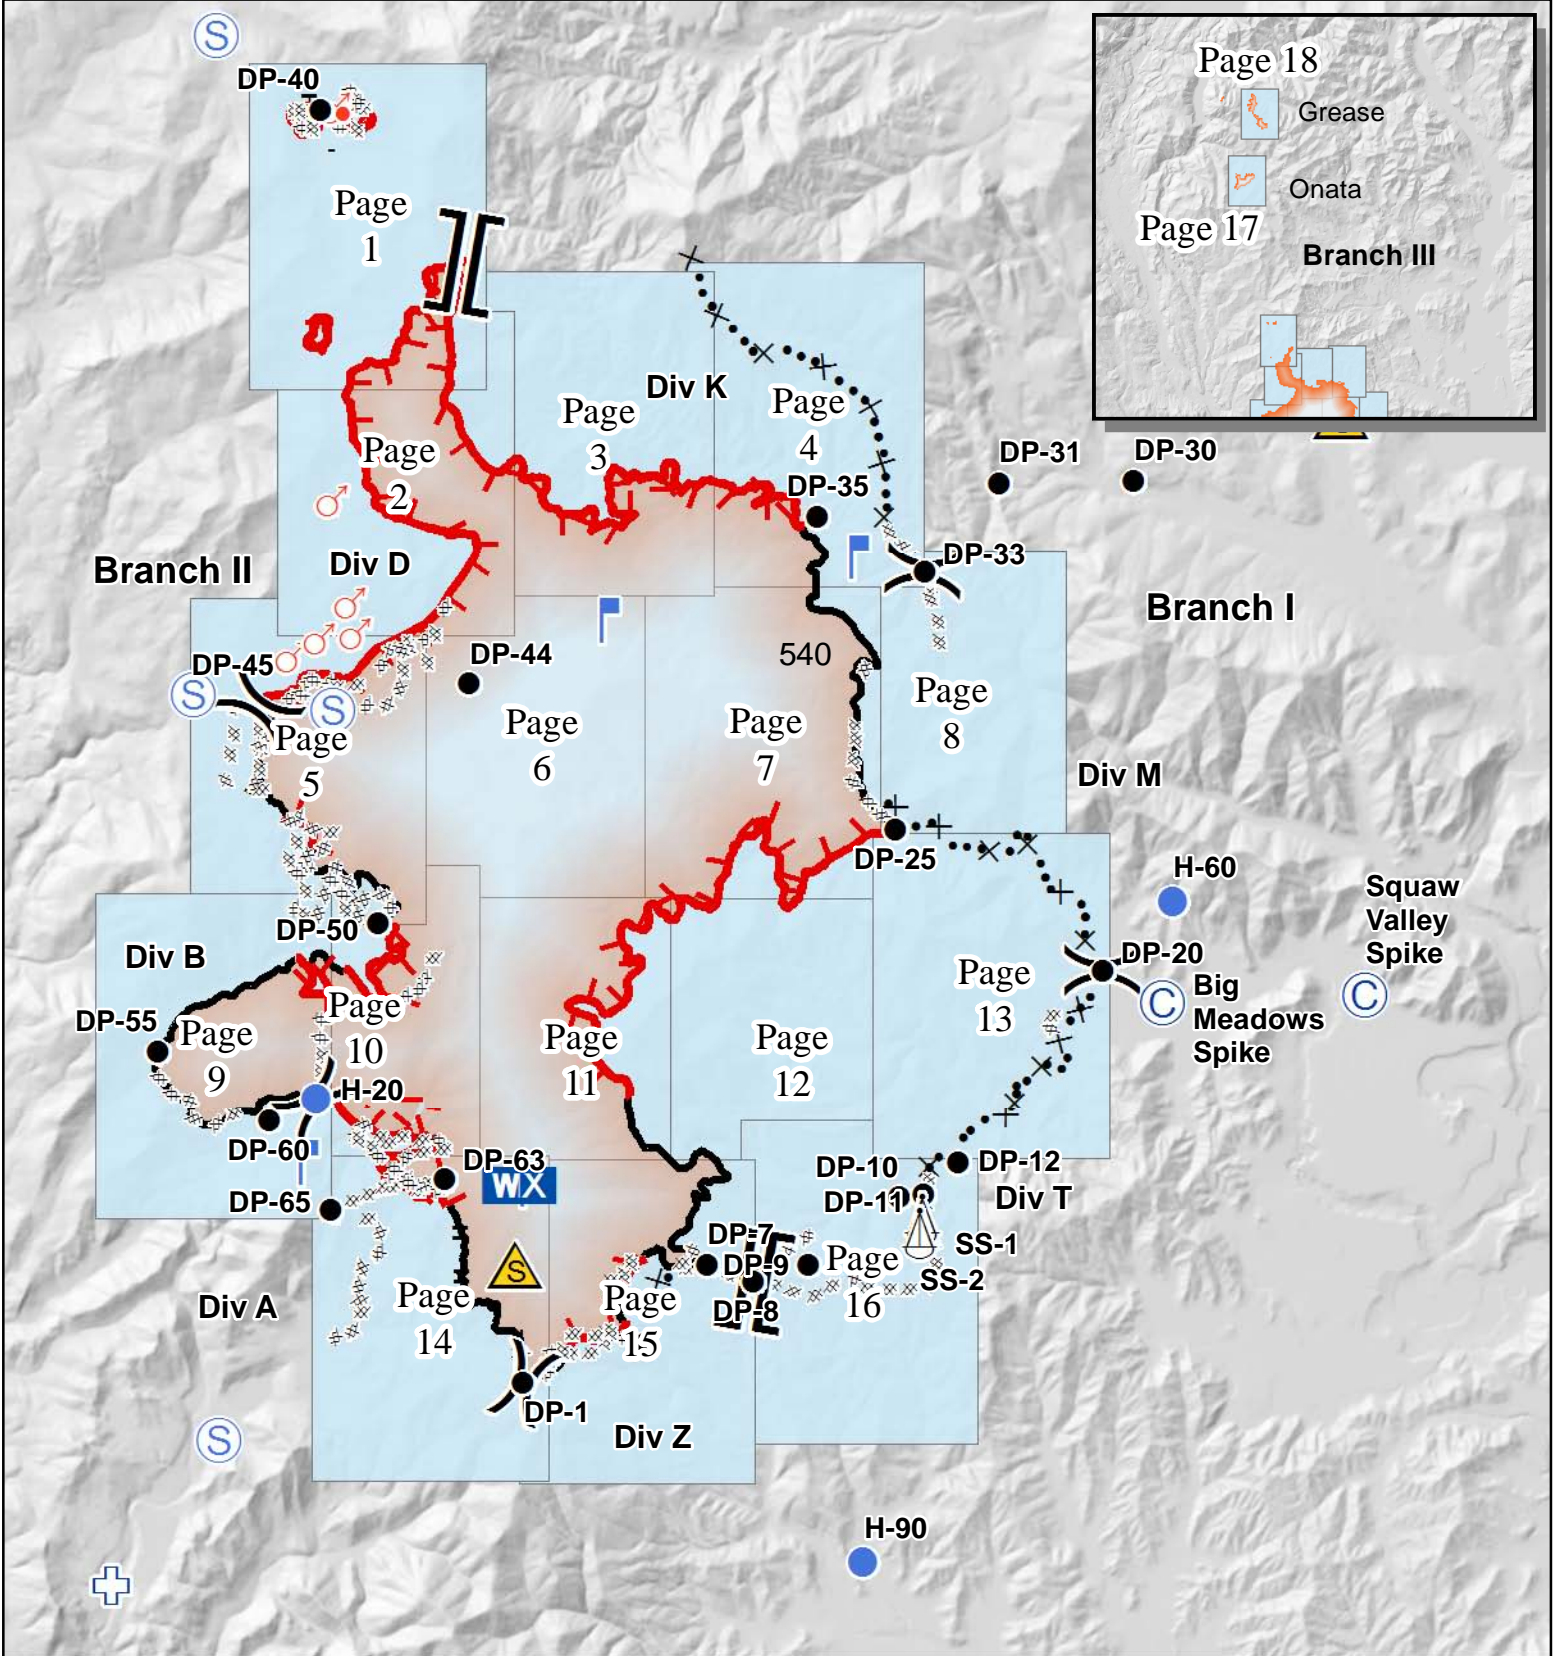 S
DP-40
Page
1
Page 18
Grease
Onata
Page 17
Branch III
Div K
Page
3
Page
4
Page
2
DP-31
DP-30
DP-35
DP-33
Branch II
Div D
Branch I
DP-45
S
S
DP-44
540
Page
5
Page
6
Page
7
Page
8
Div M
DP-25
H-60
Squaw
Valley
Spike
C
DP-50
Div B
DP-20
C
Big
Meadows
Spike
Page
13
DP-55
Page
9
Page
10
Page
11
Page
12
H-20
DP-60
DP-63
WX
DP-65
DP-10
DP-11
DP-12
Div T
SS-1
SS-2
DP-7
DP-9
DP-8
Page
16
S
Div A
Page
14
Page
15
DP-1
Div Z
S
H-90